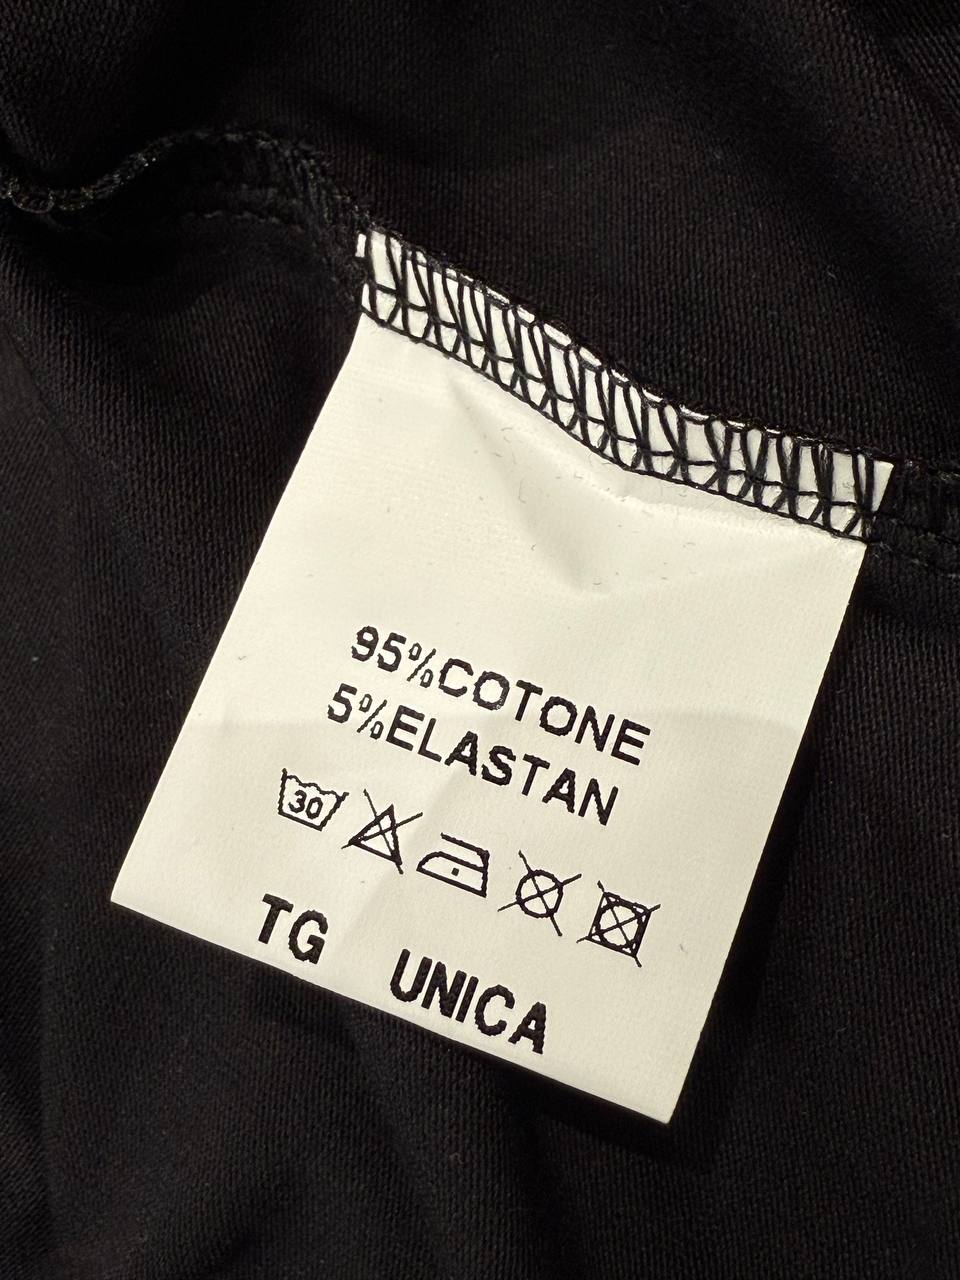 95%COTONE
5%ELASTAN
30
TG UNICA